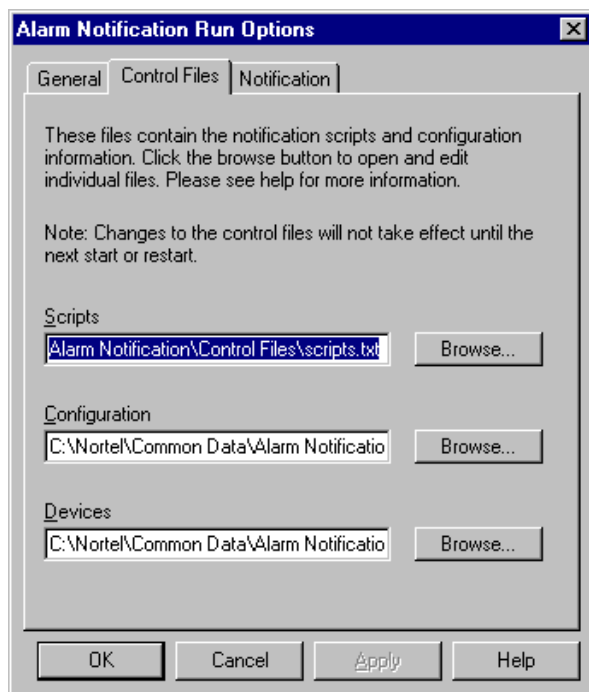 Alarm Notification Run Options
General Control Files Notification
These files contain the notification scripts and configuration
information. Click the browse button to open and edit
individual files. Please see help for more information.
Note: Changes to the control files will not take effect until the
next start or restart.
Scripts
Alarm Notification\Control Files\scripts.txt Browse...
Configuration
C:\Nortel\Common Data\Alarm Notificatio Browse...
Devices
C:\Nortel\Common Data\Alarm Notificatio Browse...
OK Cancel Apply Help